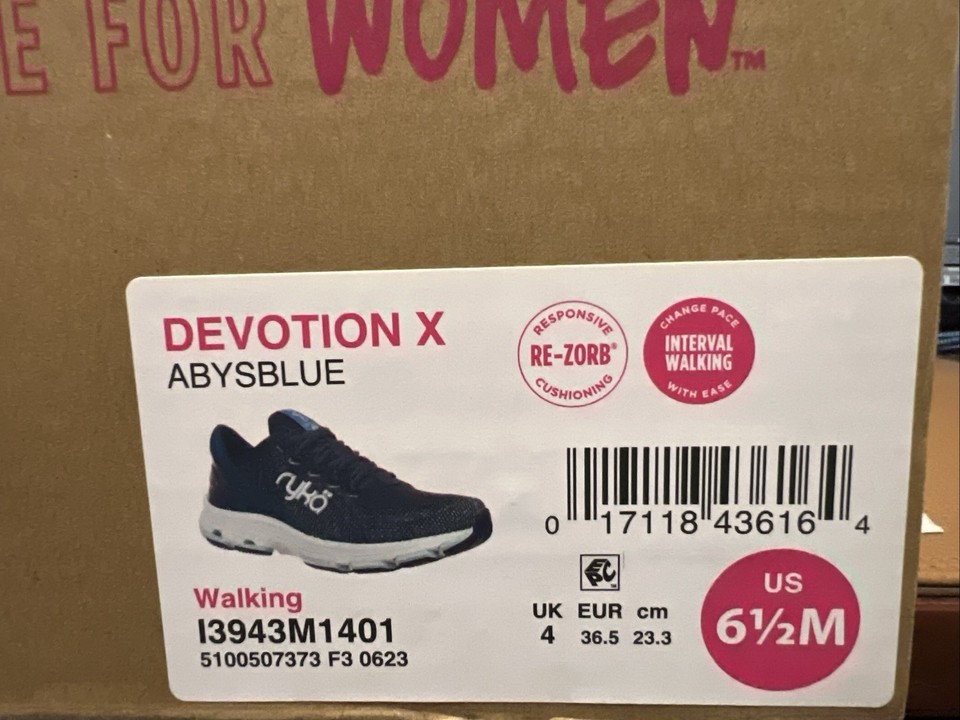 E FOR WOMEN™
DEVOTION X
ABYSBLUE
RESPONSIVE
RE-ZORB®
CUSHIONING
CHANGE PACE
INTERVAL
WALKING
WITH EASE
rykä
0 17118 43616 4
Walking
I3943M1401
5100507373 F3 0623
UK EUR cm
4 36.5 23.3
US
6½M